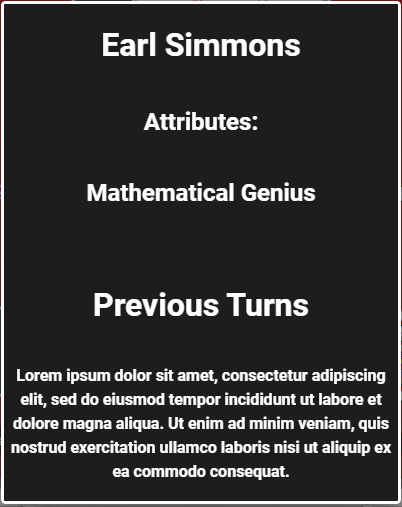 Earl Simmons
Attributes:
Mathematical Genius
Previous Turns
Lorem ipsum dolor sit amet, consectetur adipiscing
elit, sed do eiusmod tempor incididunt ut labore et
dolore magna aliqua. Ut enim ad minim veniam, quis
nostrud exercitation ullamco laboris nisi ut aliquip ex
ea commodo consequat.